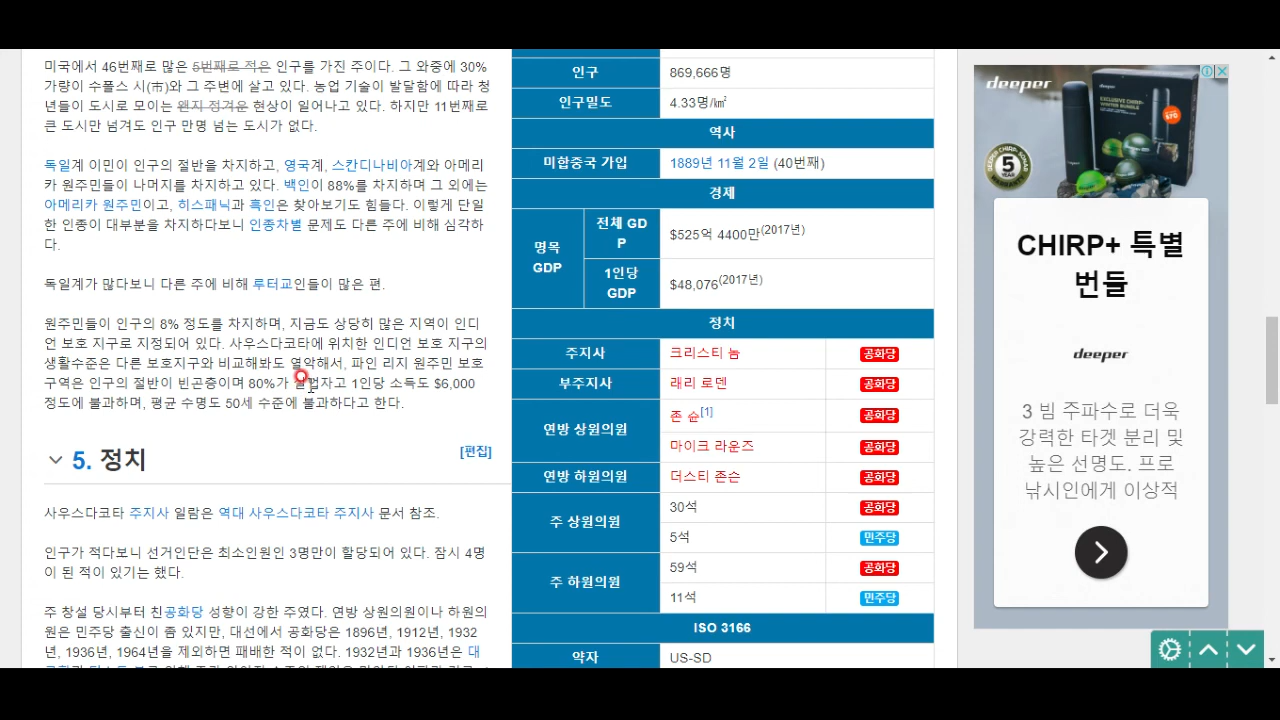 미국에서 46번째로 많은 5번째로 적은 인구를 가진 주이다. 그 와중에 30%
가량이 수폴스 시(市)와 그 주변에 살고 있다. 농업 기술이 발달함에 따라 청
년들이 도시로 모이는 왠지 정겨운 현상이 일어나고 있다. 하지만 11번째로
큰 도시만 넘겨도 인구 만명 넘는 도시가 없다.
독일계 이민이 인구의 절반을 차지하고, 영국계, 스칸디나비아계와 아메리
카 원주민들이 나머지를 차지하고 있다. 백인이 88%를 차지하며 그 외에는
아메리카 원주민이고, 히스패닉과 흑인은 찾아보기도 힘들다. 이렇게 단일
한 인종이 대부분을 차지하다보니 인종차별 문제도 다른 주에 비해 심각하
다.
독일계가 많다보니 다른 주에 비해 루터교인들이 많은 편.
원주민들이 인구의 8% 정도를 차지하며, 지금도 상당히 많은 지역이 인디
언 보호 지구로 지정되어 있다. 사우스다코타에 위치한 인디언 보호 지구의
생활수준은 다른 보호지구와 비교해봐도 열악해서, 파인 리지 원주민 보호
구역은 인구의 절반이 빈곤층이며 80%가 자고 1인당 소득도 $6,000
정도에 불과하며, 평균 수명도 50세 수준에 불과하다고 한다.
5. 정치
[편집]
사우스다코타 주지사 일람은 역대 사우스다코타 주지사 문서 참조.
인구가 적다보니 선거인단은 최소인원인 3명만이 할당되어 있다. 잠시 4명
이 된 적이 있기는 했다.
주 창설 당시부터 친공화당 성향이 강한 주였다. 연방 상원의원이나 하원의
원은 민주당 출신이 좀 있지만, 대선에서 공화당은 1896년, 1912년, 1932
년, 1936년, 1964년을 제외하면 패배한 적이 없다. 1932년과 1936년은 대
인구 869,666명
인구밀도 4.33명/㎢
역사
미합중국 가입 1889년 11월 2일 (40번째)
경제
명목
GDP
전체 GD
P
$525억 4400만(2017년)
1인당
GDP
$48,076(2017년)
정치
주지사 크리스티 놈 공화당
부주지사 래리 로덴 공화당
연방 상원의원
존 슌[1] 공화당
마이크 라운즈 공화당
연방 하원의원 더스티 존슨 공화당
주 상원의원
30석 공화당
5석 민주당
주 하원의원
59석 공화당
11석 민주당
ISO 3166
약자 US-SD
deeper
EXCLUSIVE CHIRP+
WINTER BUNDLE
5
YEAR
CHIRP+ 특별
번들
deeper
3 빔 주파수로 더욱
강력한 타겟 분리 및
높은 선명도. 프로
낚시인에게 이상적